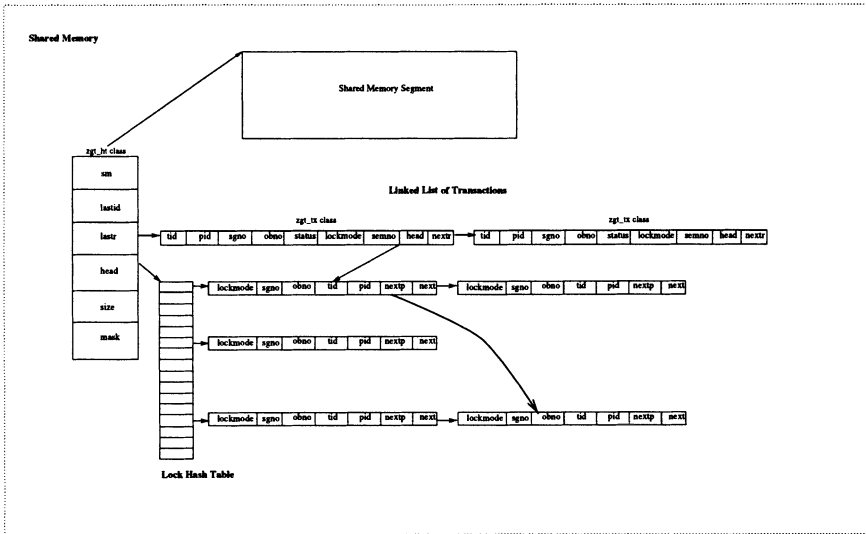 Shared Memory
Shared Memory Segment
zgt_ht class
sm
lastid
lastr
head
size
mask
Linked List of Transactions
zgt_tx class
zgt_tx class
tid pid sgno obno status lockmode semno head nextr
tid pid sgno obno status lockmode semno head nextr
lockmode sgno obno tid pid nextp next
lockmode sgno obno tid pid nextp next
lockmode sgno obno tid pid nextp next
lockmode sgno obno tid pid nextp next
lockmode sgno obno tid pid nextp next
Lock Hash Table